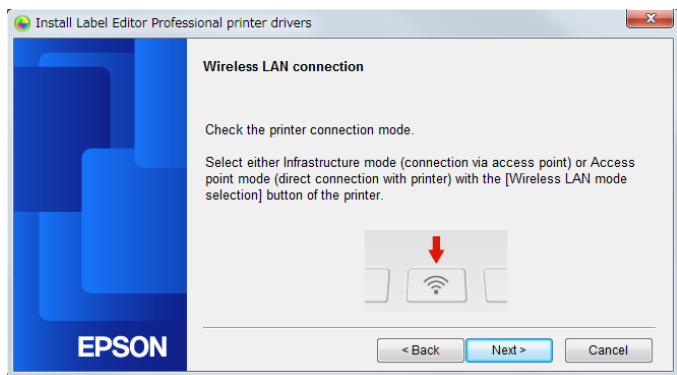 Install Label Editor Professional printer drivers
Wireless LAN connection
Check the printer connection mode.
Select either Infrastructure mode (connection via access point) or Access
point mode (direct connection with printer) with the [Wireless LAN mode
selection] button of the printer.
EPSON
< Back
Next >
Cancel